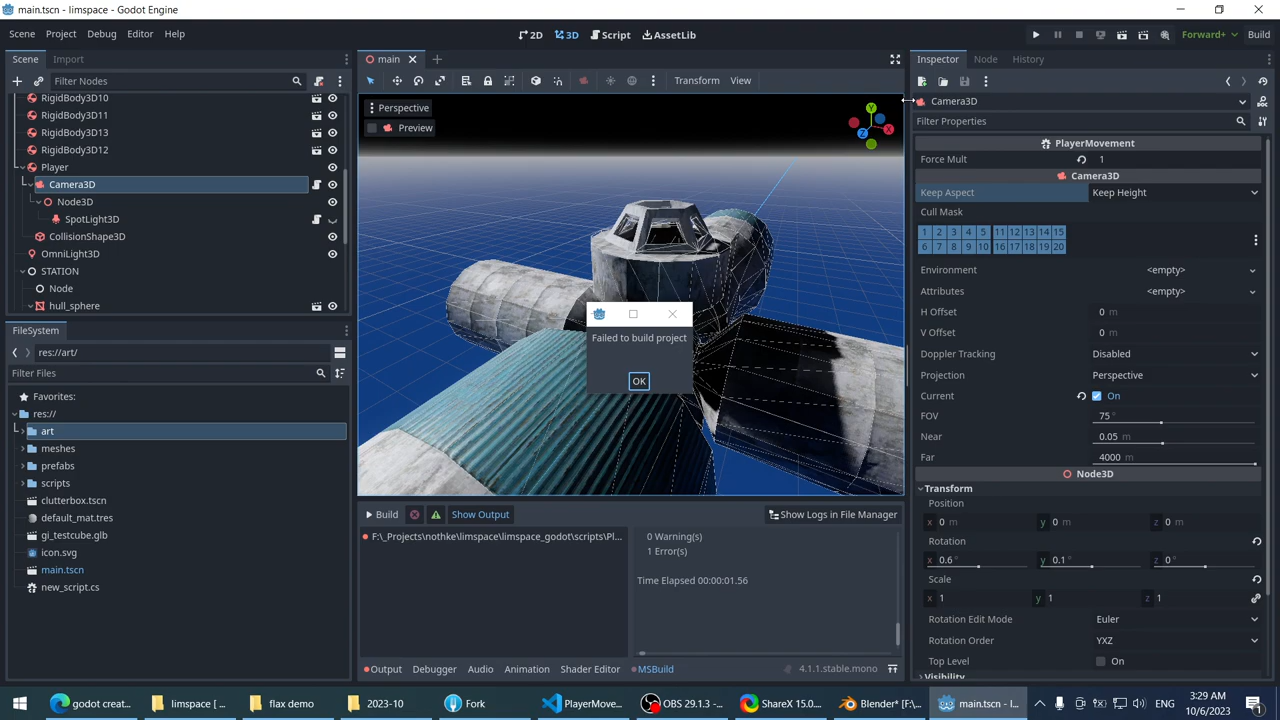 main.tscn - limspace - Godot Engine
Scene Project Debug Editor Help
2D 3D Script AssetLib
Forward+ Build
Scene Import
Filter Nodes
RigidBody3D10
RigidBody3D11
RigidBody3D13
RigidBody3D12
Player
Camera3D
Node3D
SpotLight3D
CollisionShape3D
OmniLight3D
STATION
Node
hull_sphere
FileSystem
res://art/
Filter Files
Favorites:
res://
art
meshes
prefabs
scripts
clutterbox.tscn
default_mat.tres
gi_testcube.glb
icon.svg
main.tscn
new_script.cs
main
Transform View
Perspective
Preview
Y
X
Z
Failed to build project
OK
Build Show Output Show Logs in File Manager
F:\_Projects\nothke\limspace\limspace_godot\scripts\Pl...
0 Warning(s)
1 Error(s)
Time Elapsed 00:00:01.56
Output Debugger Audio Animation Shader Editor MSBuild 4.1.1.stable.mono
Inspector Node History
Camera3D
Filter Properties
PlayerMovement
Force Mult 1
Camera3D
Keep Aspect Keep Height
Cull Mask
1 2 3 4 5 11 12 13 14 15
6 7 8 9 10 16 17 18 19 20
Environment <empty>
Attributes <empty>
H Offset 0 m
V Offset 0 m
Doppler Tracking Disabled
Projection Perspective
Current On
FOV 75 °
Near 0.05 m
Far 4000 m
Node3D
Transform
Position
x 0 m y 0 m z 0 m
Rotation
x 0.6 ° y 0.1 ° z 0 °
Scale
x 1 y 1 z 1
Rotation Edit Mode Euler
Rotation Order YXZ
Top Level On
Visibility
godot creat... limspace [ ... flax demo 2023-10 Fork PlayerMove... OBS 29.1.3 -... ShareX 15.0... Blender* [F:\... main.tscn - l... ENG 3:29 AM
10/6/2023
1